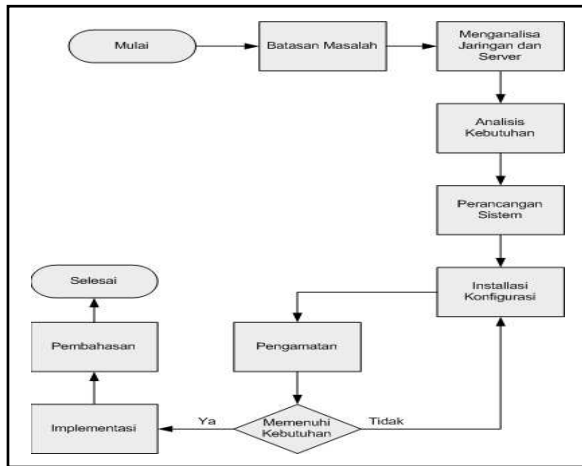 Mulai
Batasan Masalah
Menganalisa
Jaringan dan
Server
Analisis
Kebutuhan
Perancangan
Sistem
Installasi
Konfigurasi
Pengamatan
Memenuhi
Kebutuhan
Tidak
Ya
Implementasi
Pembahasan
Selesai